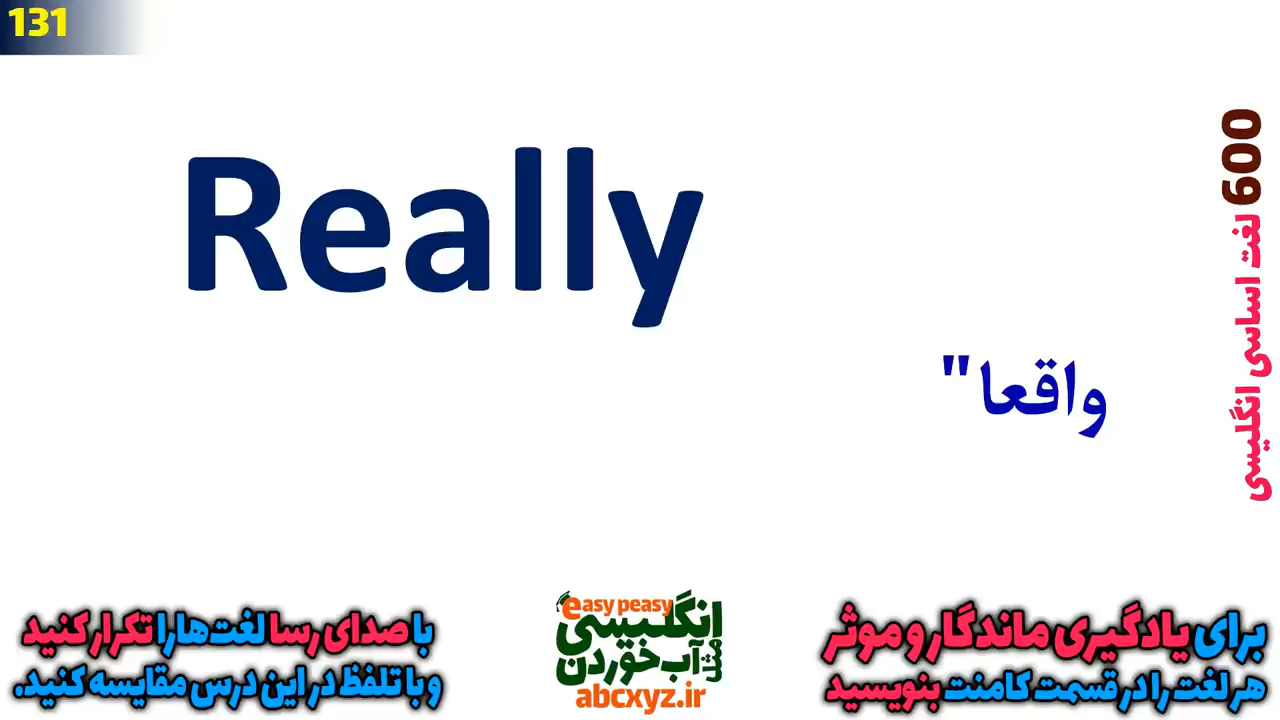 131
Really
واقعا"
600 لغت اساسی انگلیسی
برای یادگیری ماندگار و موثر
هر لغت را در قسمت کامنت بنویسید
easy peasy
انگلیسی
مثل آب خوردن
abcxyz.ir
با صدای رسا لغت‌ها را تکرار کنید
و با تلفظ در این درس مقایسه کنید.